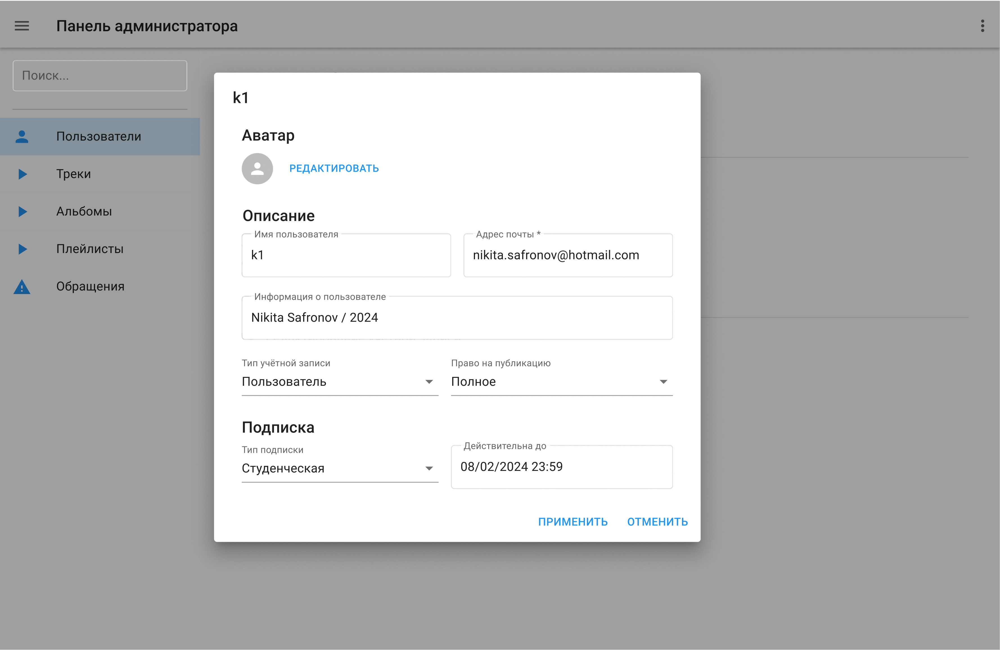 Панель администратора
Поиск...
Пользователи
Треки
Альбомы
Плейлисты
Обращения
k1
Аватар
РЕДАКТИРОВАТЬ
Описание
Имя пользователя
k1
Адрес почты *
nikita.safronov@hotmail.com
Информация о пользователе
Nikita Safronov / 2024
Тип учётной записи
Пользователь
Право на публикацию
Полное
Подписка
Тип подписки
Студенческая
Действительна до
08/02/2024 23:59
ПРИМЕНИТЬ
ОТМЕНИТЬ